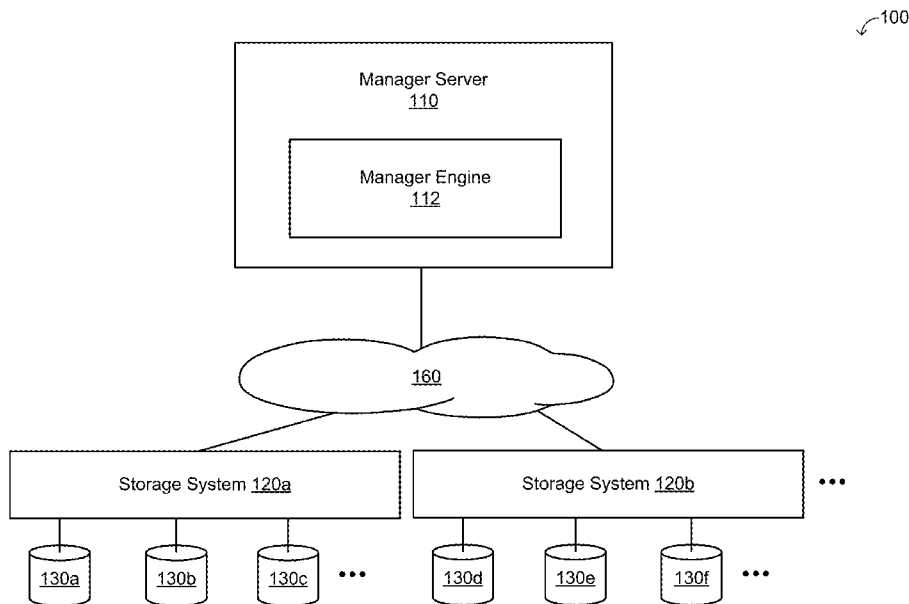 100
Manager Server
110
Manager Engine
112
160
Storage System 120a
Storage System 120b
•••
130a
130b
130c
•••
130d
130e
130f
•••